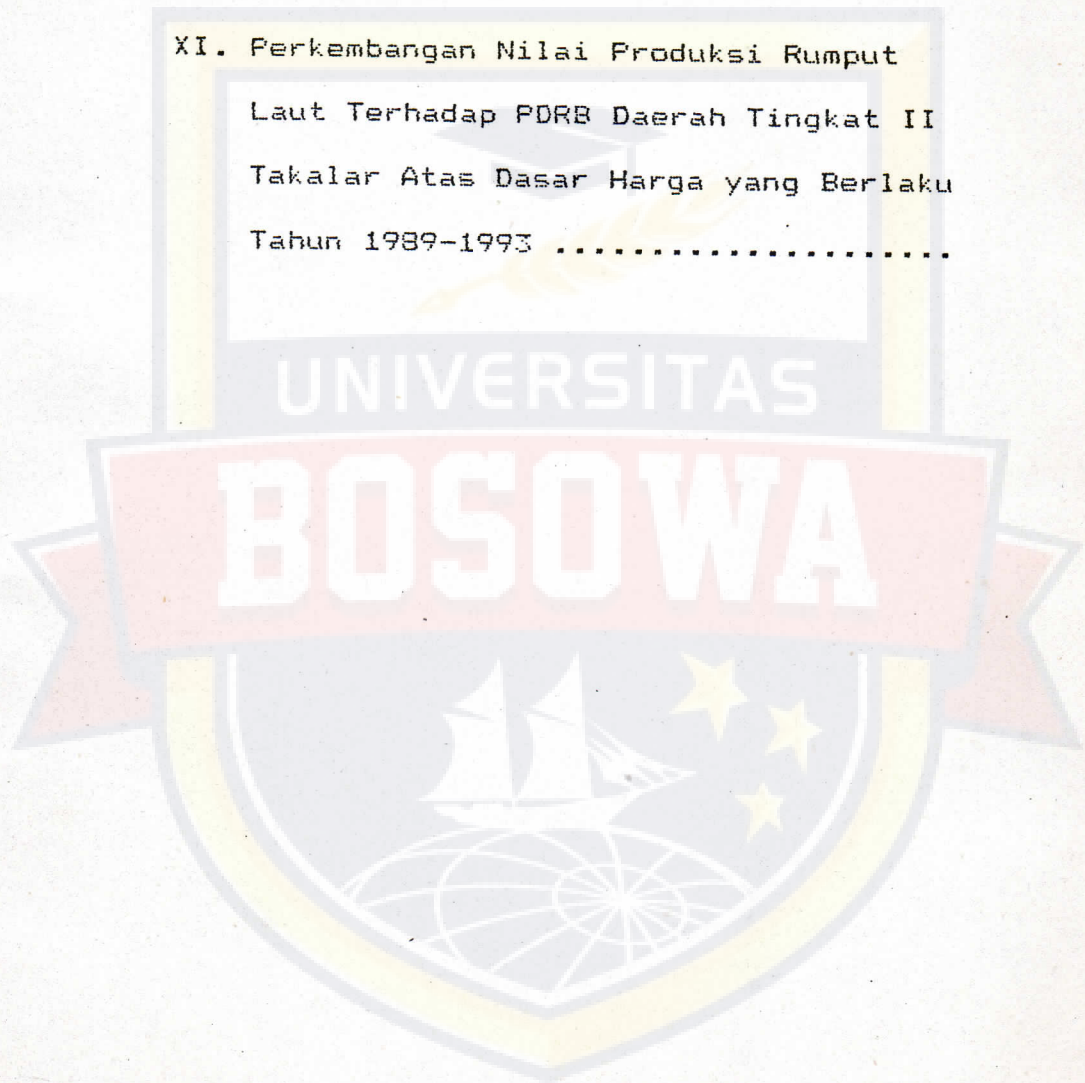 XI. Perkembangan Nilai Produksi Rumput
Laut Terhadap PDRB Daerah Tingkat II
Takalar Atas Dasar Harga yang Berlaku
Tahun 1989-1993 ......................
UNIVERSITAS
BOSOWA